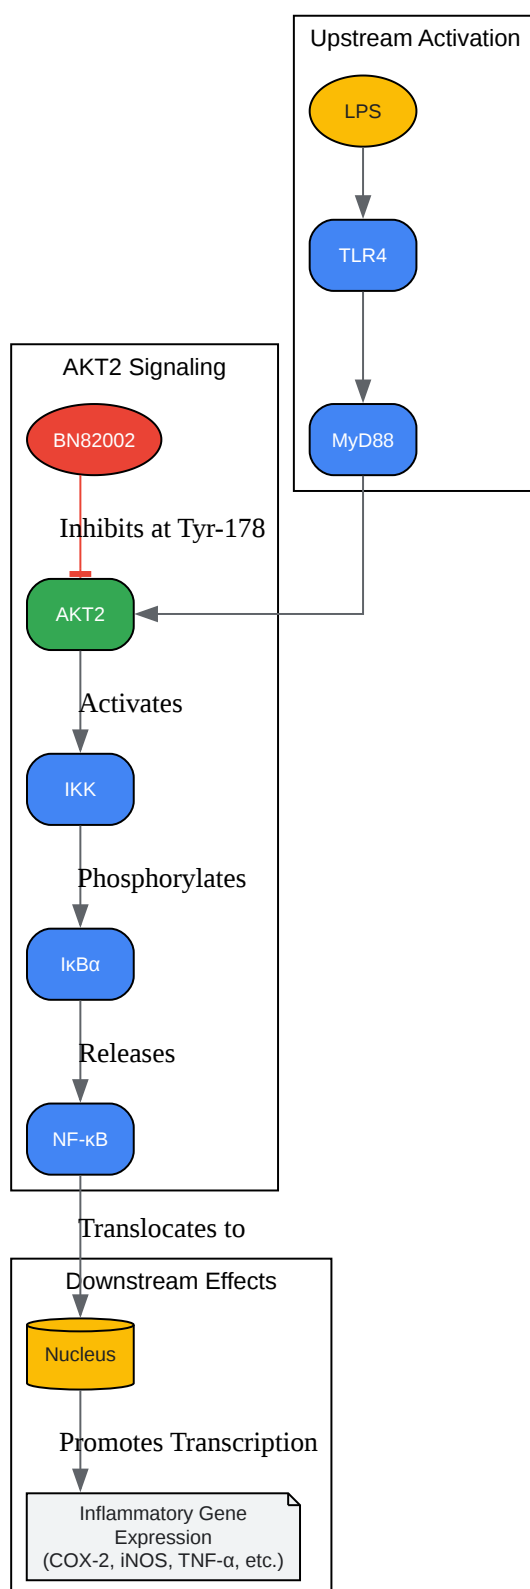 Upstream Activation
LPS
TLR4
MyD88
AKT2 Signaling
BN82002
Inhibits at Tyr-178
AKT2
Activates
IKK
Phosphorylates
IκBα
Releases
NF-κB
Translocates to
Downstream Effects
Nucleus
Promotes Transcription
Inflammatory Gene
Expression
(COX-2, iNOS, TNF-α, etc.)